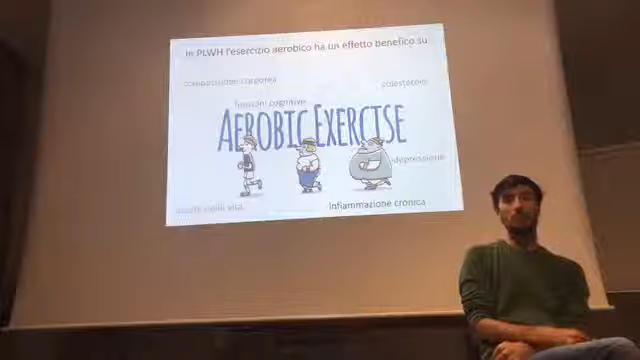 In PLWH l'esercizio aerobico ha un effetto benefico su
composizione corporea
colesterolo
funzioni cognitive
AEROBIC EXERCISE
depressione
qualità della vita
Infiammazione cronica